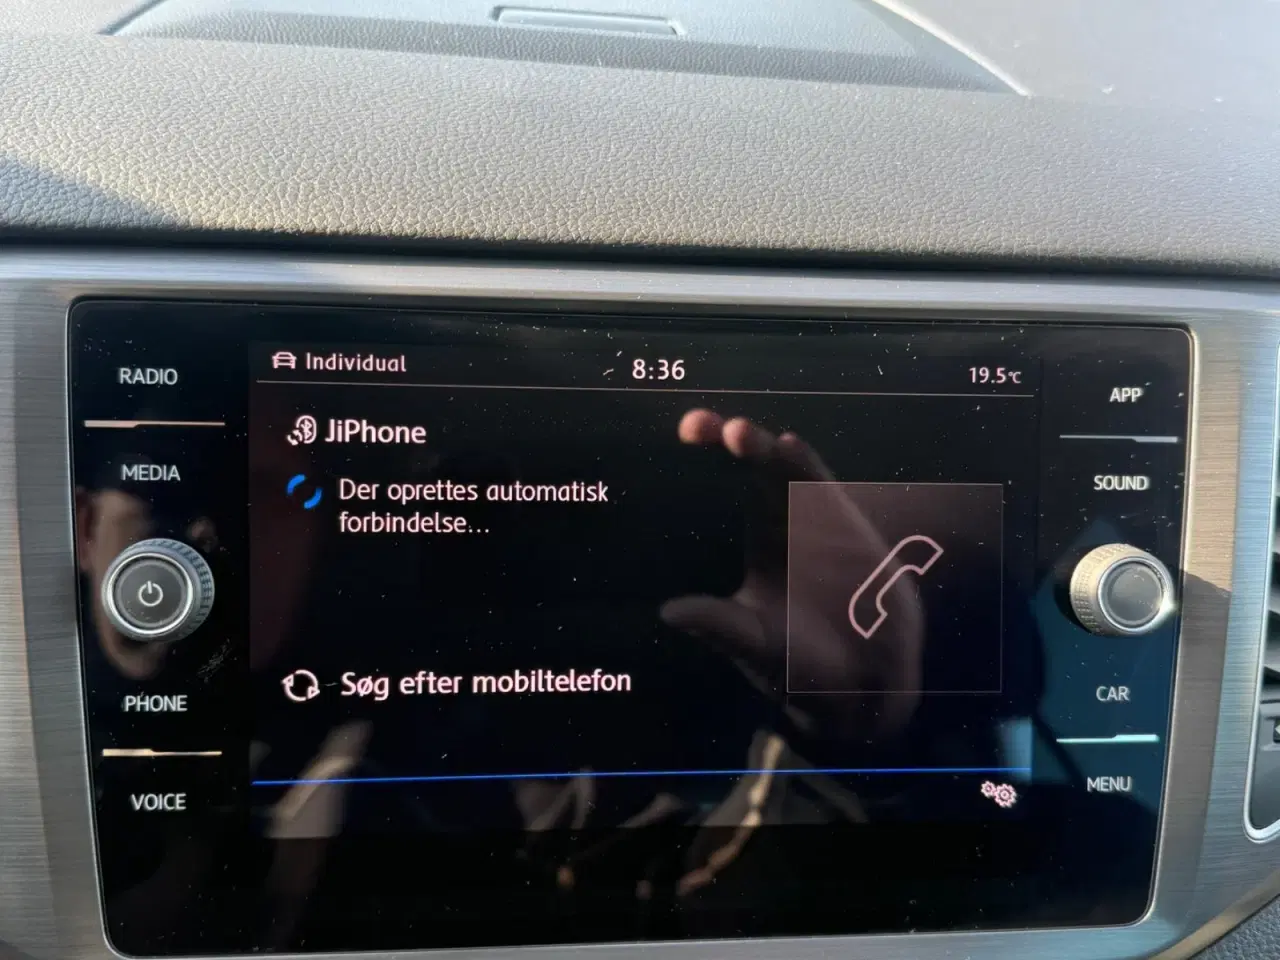 RADIO
MEDIA
PHONE
VOICE
Individual
8:36
19.5°C
JiPhone
Der oprettes automatisk
forbindelse...
Søg efter mobiltelefon
APP
SOUND
CAR
MENU